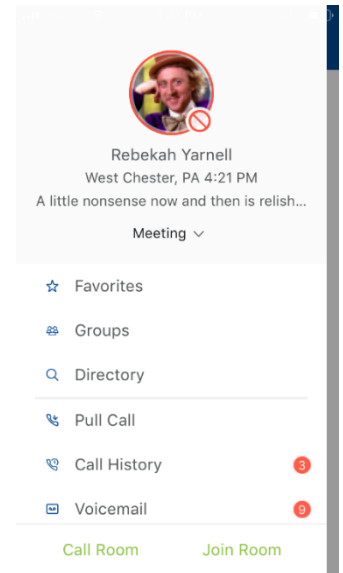 Rebekah Yarnell
West Chester, PA 4:21 PM
A little nonsense now and then is relish...
Meeting
Favorites
Groups
Directory
Pull Call
Call History 3
Voicemail 9
Call Room Join Room